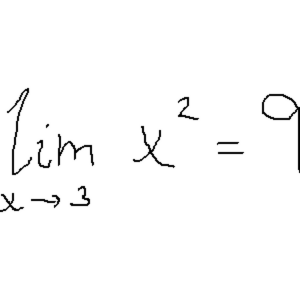 lim x² = 9
x → 3